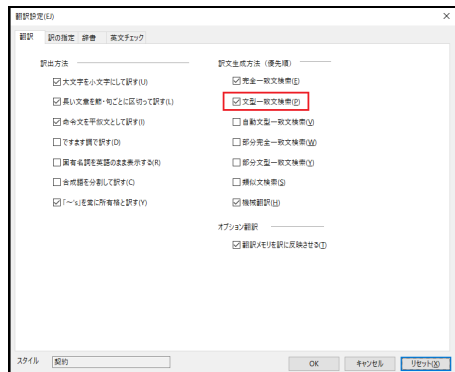 翻訳設定(EJ)
翻訳 訳の指定 辞書 英文チェック
訳出方法
大文字を小文字にして訳す(U)
長い文章を節・句ごとに区切って訳す(L)
命令文を平叙文として訳す(I)
ですます調で訳す(D)
固有名詞を英語のまま表示する(R)
合成語を分割して訳す(C)
「～'s」を常に所有格と訳す(Y)
訳文生成方法（優先順）
完全一致文検索(E)
文型一致文検索(P)
自動文型一致文検索(V)
部分完全一致文検索(W)
部分文型一致文検索(Y)
類似文検索(S)
機械翻訳(H)
オプション翻訳
翻訳メモリを訳に反映させる(T)
スタイル 契約
OK キャンセル リセット(X)